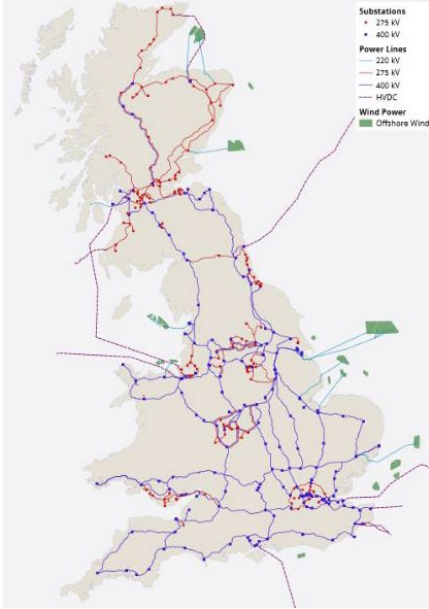 Substations
275 kV
400 kV
Power Lines
220 kV
275 kV
400 kV
HVDC
Wind Power
Offshore Wind